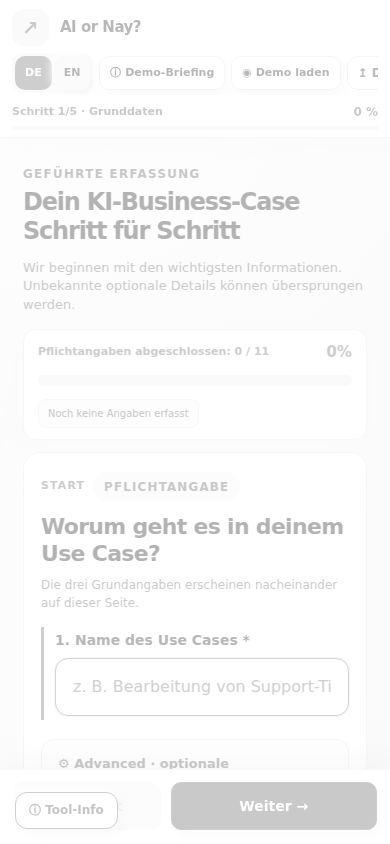 ↗ AI or Nay?
DE EN ⓘ Demo-Briefing ◉ Demo laden ↥
Schritt 1/5 · Grunddaten 0 %
GEFÜHRTE ERFASSUNG
Dein KI-Business-Case
Schritt für Schritt
Wir beginnen mit den wichtigsten Informationen.
Unbekannte optionale Details können übersprungen
werden.
Pflichtangaben abgeschlossen: 0 / 11 0%
Noch keine Angaben erfasst
START PFLICHTANGABE
Worum geht es in deinem
Use Case?
Die drei Grundangaben erscheinen nacheinander
auf dieser Seite.
1. Name des Use Cases *
z. B. Bearbeitung von Support-Ti
⚙ Advanced · optionale
ⓘ Tool-Info
Weiter →